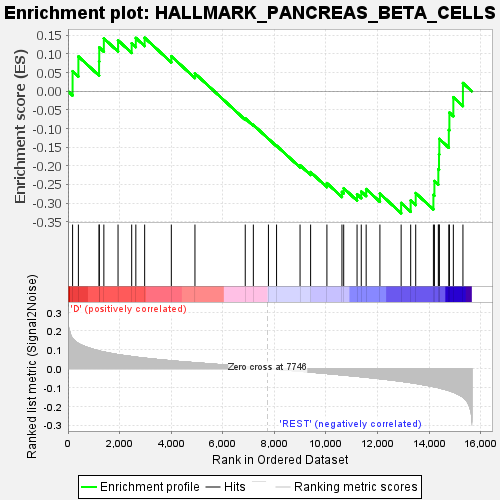 Enrichment plot: HALLMARK_PANCREAS_BETA_CELLS
Enrichment score (ES)
0.15
0.10
0.05
0.00
-0.05
-0.10
-0.15
-0.20
-0.25
-0.30
-0.35
'D' (positively correlated)
Ranked list metric (Signal2Noise)
0.3
0.2
0.1
0.0
-0.1
-0.2
-0.3
Zero cross at 7746
'REST' (negatively correlated)
0 2,000 4,000 6,000 8,000 10,000 12,000 14,000 16,000
Rank in Ordered Dataset
Enrichment profile Hits Ranking metric scores